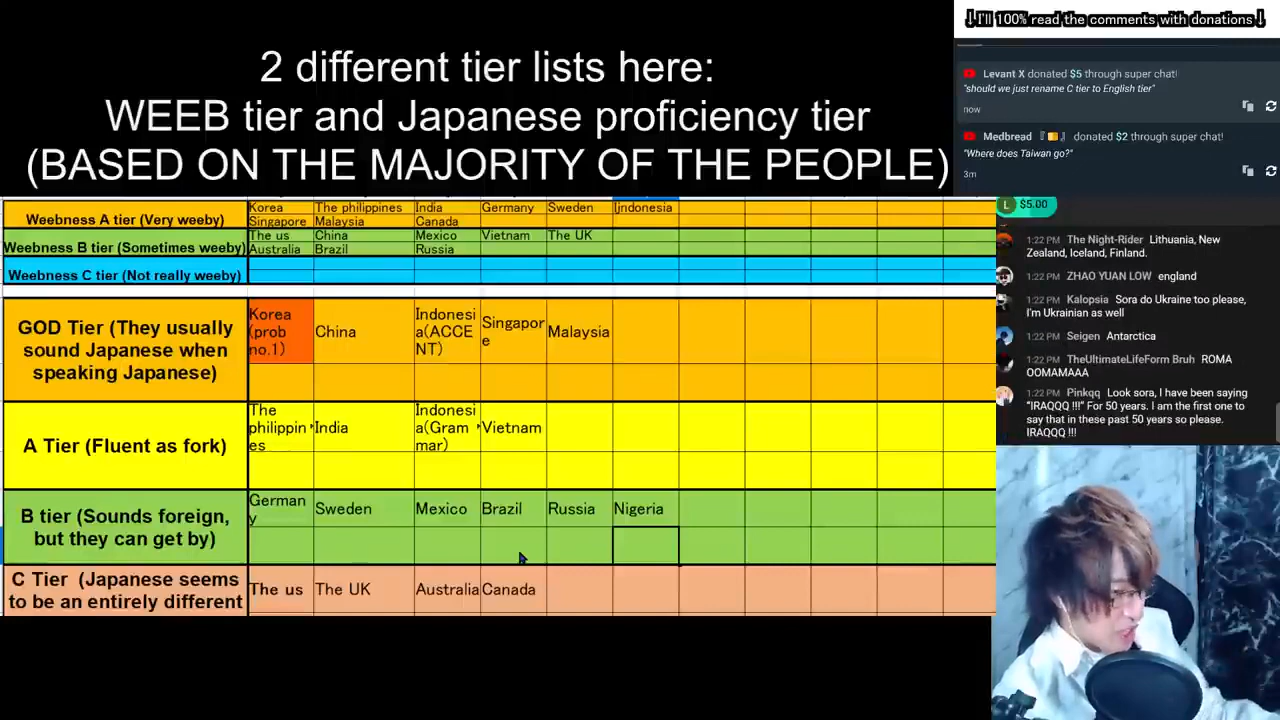 2 different tier lists here:
WEEB tier and Japanese proficiency tier
(BASED ON THE MAJORITY OF THE PEOPLE)
Weebness A tier (Very weeby)
Korea
The philippines
India
Germany
Sweden
Ijndonesia
Singapore
Malaysia
Canada
Weebness B tier (Sometimes weeby)
The us
China
Mexico
Vietnam
The UK
Australia
Brazil
Russia
Weebness C tier (Not really weeby)
GOD Tier (They usually
sound Japanese when
speaking Japanese)
Korea
(prob
no.1)
China
Indonesi
a(ACCE
NT)
Singapor
e
Malaysia
A Tier (Fluent as fork)
The
philippin
es
India
Indonesi
a(Gram
mar)
Vietnam
B tier (Sounds foreign,
but they can get by)
German
y
Sweden
Mexico
Brazil
Russia
Nigeria
C Tier (Japanese seems
to be an entirely different
The us
The UK
Australia
Canada
↓I'll 100% read the comments with donations↓
Levant X donated $5 through super chat!
"should we just rename C tier to English tier"
now
Medbread 『🍞』 donated $2 through super chat!
"Where does Taiwan go?"
3m
L $5.00
1:22 PM The Night-Rider Lithuania, New
Zealand, Iceland, Finland.
1:22 PM ZHAO YUAN LOW england
1:22 PM Kalopsia Sora do Ukraine too please,
I'm Ukrainian as well
1:22 PM Seigen Antarctica
1:22 PM TheUltimateLifeForm Bruh ROMA
OOMAMAAA
1:22 PM Pinkqq Look sora, I have been saying
"IRAQQQ !!!" For 50 years. I am the first one to
say that in these past 50 years so please.
IRAQQQ !!!